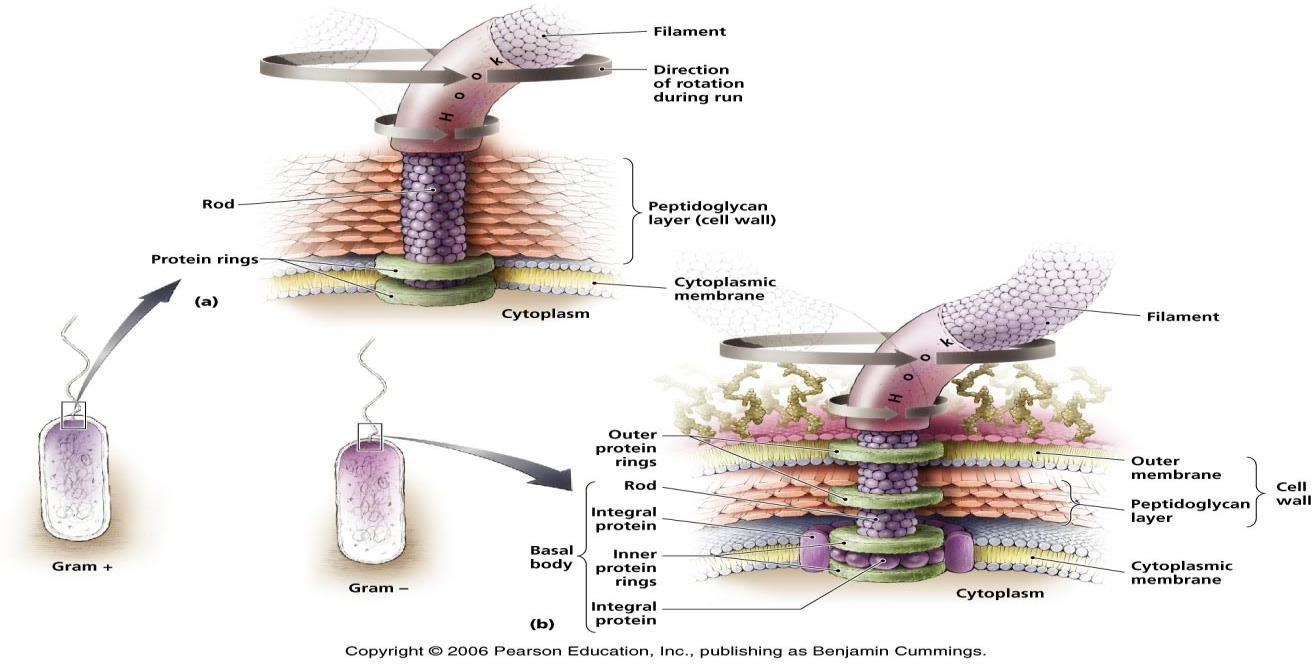 Filament
Direction
of rotation
during run
Hook
Rod
Peptidoglycan
layer (cell wall)
Protein rings
Cytoplasmic
membrane
(a)
Cytoplasm
Gram +
Gram –
Filament
Hook
Outer
protein
rings
Outer
membrane
Rod
Peptidoglycan
layer
Cell
wall
Integral
protein
Basal
body
Inner
protein
rings
Cytoplasmic
membrane
Cytoplasm
Integral
protein
(b)
Copyright © 2006 Pearson Education, Inc., publishing as Benjamin Cummings.